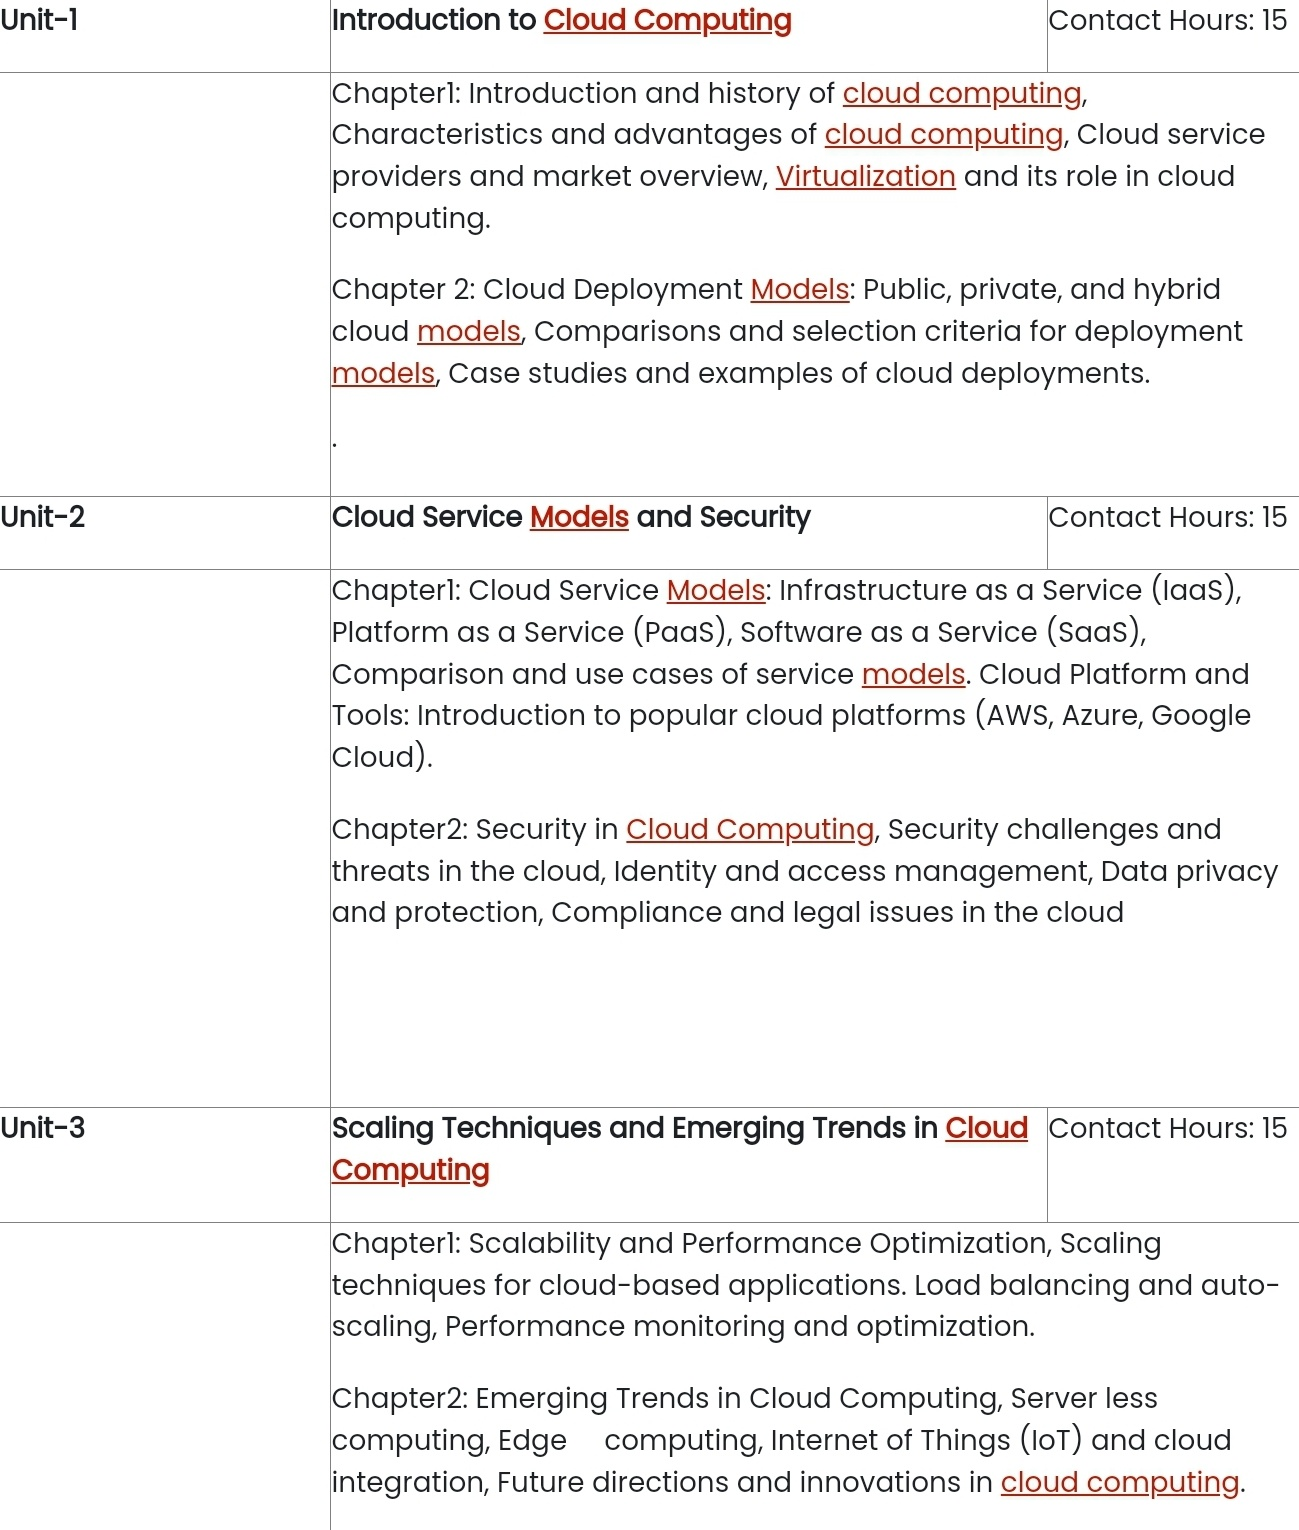 Unit-1
Introduction to Cloud Computing
Contact Hours: 15
Chapter1: Introduction and history of cloud computing,
Characteristics and advantages of cloud computing, Cloud service
providers and market overview, Virtualization and its role in cloud
computing.
Chapter 2: Cloud Deployment Models: Public, private, and hybrid
cloud models, Comparisons and selection criteria for deployment
models, Case studies and examples of cloud deployments.
.
Unit-2
Cloud Service Models and Security
Contact Hours: 15
Chapter1: Cloud Service Models: Infrastructure as a Service (IaaS),
Platform as a Service (PaaS), Software as a Service (SaaS),
Comparison and use cases of service models. Cloud Platform and
Tools: Introduction to popular cloud platforms (AWS, Azure, Google
Cloud).
Chapter2: Security in Cloud Computing, Security challenges and
threats in the cloud, Identity and access management, Data privacy
and protection, Compliance and legal issues in the cloud
Unit-3
Scaling Techniques and Emerging Trends in Cloud
Computing
Contact Hours: 15
Chapter1: Scalability and Performance Optimization, Scaling
techniques for cloud-based applications. Load balancing and auto-
scaling, Performance monitoring and optimization.
Chapter2: Emerging Trends in Cloud Computing, Server less
computing, Edge computing, Internet of Things (IoT) and cloud
integration, Future directions and innovations in cloud computing.